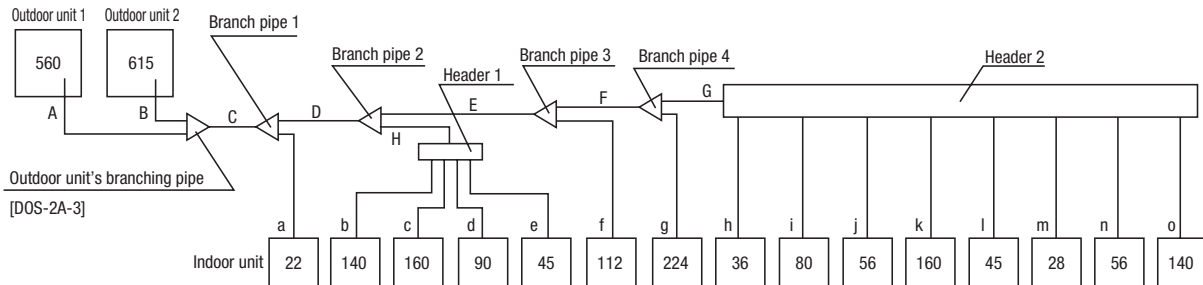 Outdoor unit 1 Outdoor unit 2
Branch pipe 1
Branch pipe 2
Header 1
Branch pipe 3
Branch pipe 4
Header 2
560 615
A B C D E F G
H
Outdoor unit's branching pipe
[DOS-2A-3]
a b c d e f g h i j k l m n o
Indoor unit 22 140 160 90 45 112 224 36 80 56 160 45 28 56 140